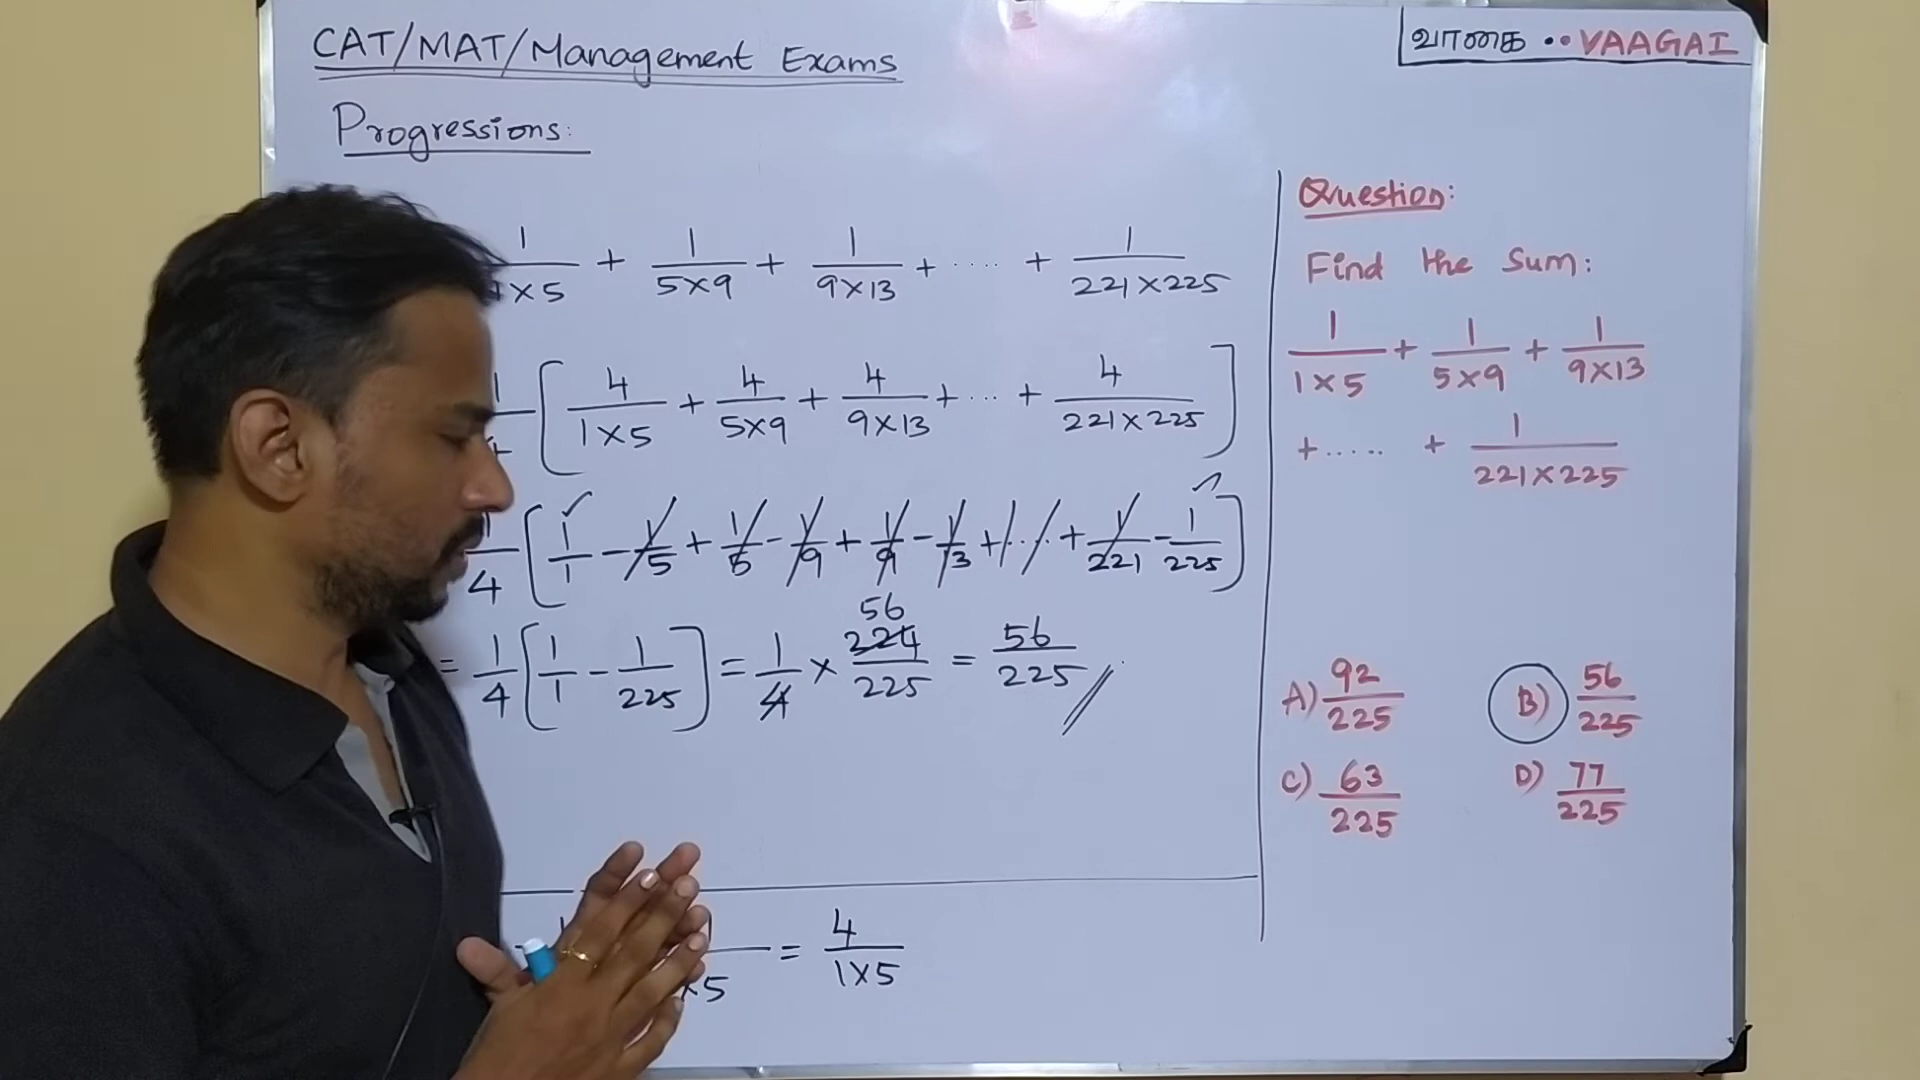 CAT/MAT/Management Exams
வாகை ..VAAGAI
Progressions:
1/(1×5) + 1/(5×9) + 1/(9×13) + .... + 1/(221×225)
1/4 [4/(1×5) + 4/(5×9) + 4/(9×13) + ... + 4/(221×225)]
1/4 [1/1 - 1/5 + 1/5 - 1/9 + 1/9 - 1/13 + ... + 1/221 - 1/225]
= 1/4 [1/1 - 1/225] = 1/4 × 224/225 = 56/225
56
= 4/(1×5)
×5
Question:
Find the Sum:
1/(1×5) + 1/(5×9) + 1/(9×13)
+ ..... + 1/(221×225)
A) 92/225 B) 56/225
C) 63/225 D) 77/225